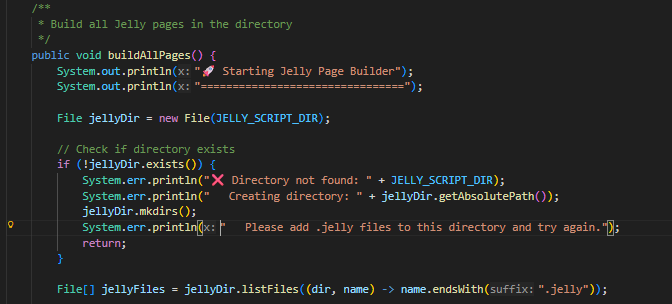 /**
 * Build all Jelly pages in the directory
 */
public void buildAllPages() {
    System.out.println(x: "🚀 Starting Jelly Page Builder");
    System.out.println(x: "================================");

    File jellyDir = new File(JELLY_SCRIPT_DIR);

    // Check if directory exists
    if (!jellyDir.exists()) {
        System.err.println("❌ Directory not found: " + JELLY_SCRIPT_DIR);
        System.err.println("   Creating directory: " + jellyDir.getAbsolutePath());
        jellyDir.mkdirs();
        System.err.println(x: "   Please add .jelly files to this directory and try again.");
        return;
    }

    File[] jellyFiles = jellyDir.listFiles((dir, name) -> name.endsWith(suffix: ".jelly"));